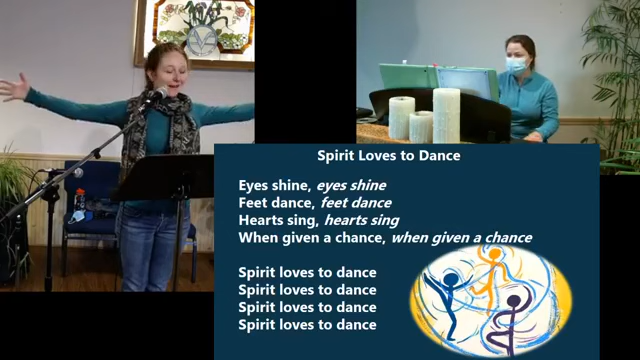 Spirit Loves to Dance
Eyes shine, eyes shine
Feet dance, feet dance
Hearts sing, hearts sing
When given a chance, when given a chance
Spirit loves to dance
Spirit loves to dance
Spirit loves to dance
Spirit loves to dance